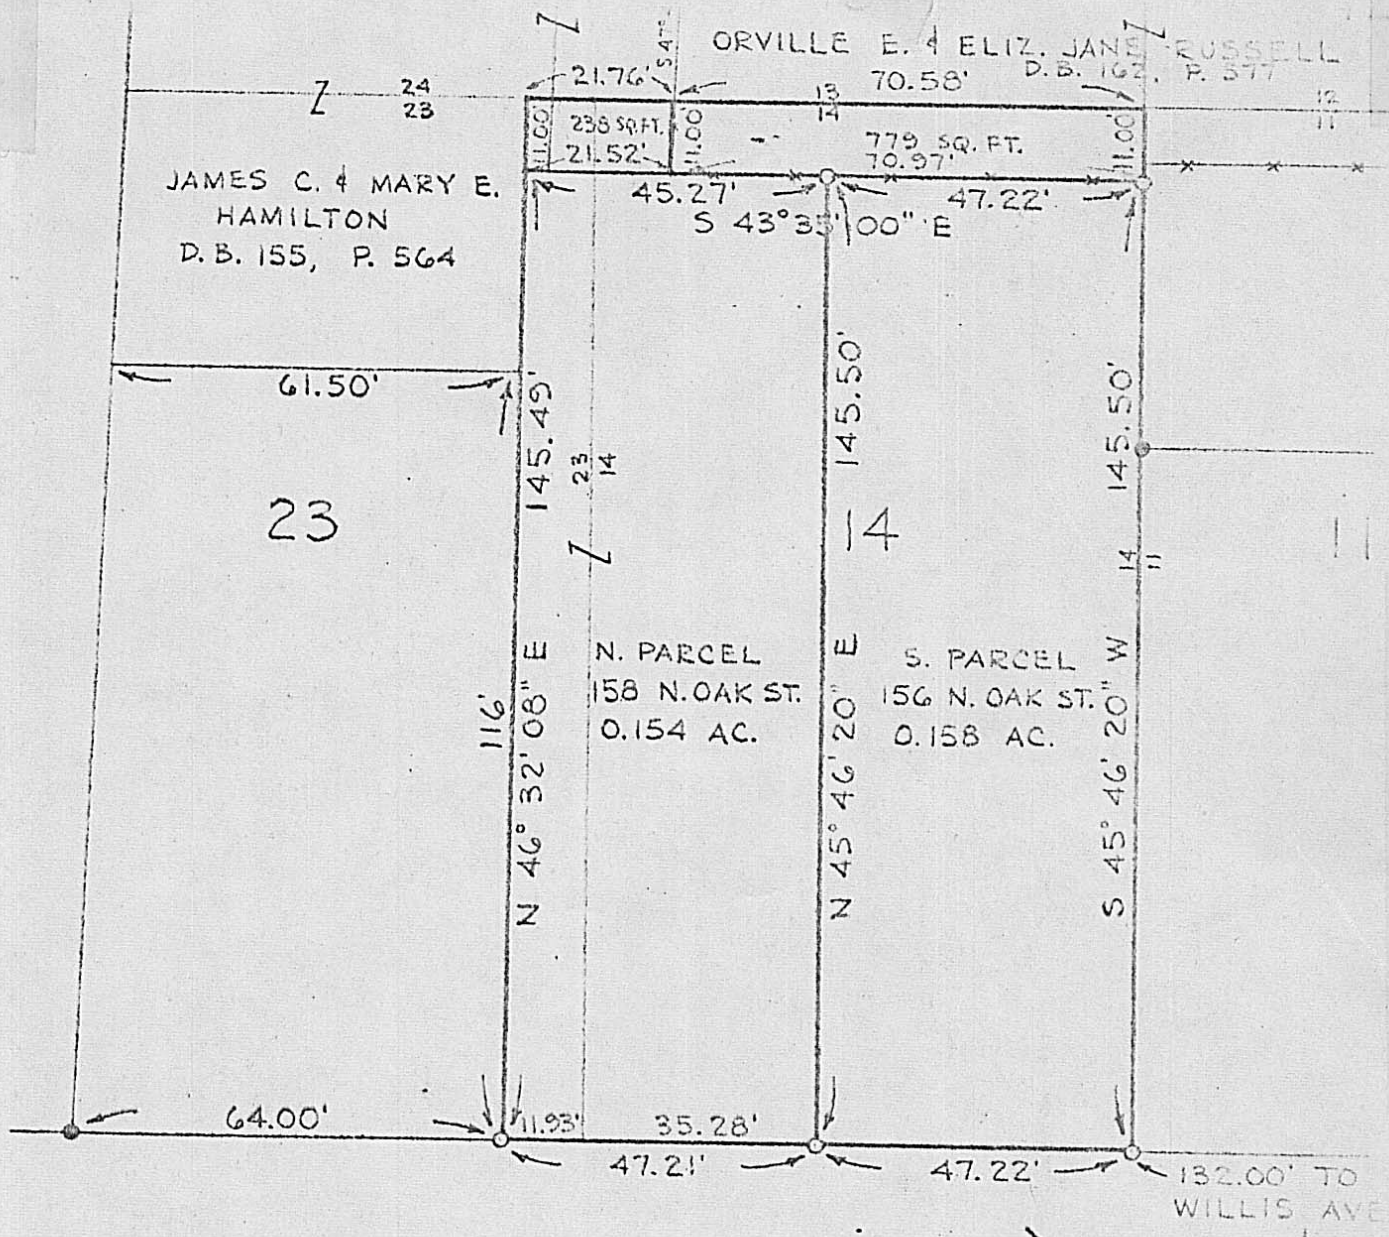 ORVILLE E. & ELIZ. JANE RUSSELL
D.B. 162, P. 577
21.76'
70.58'
24
23
13
14
12
11
11.00'
238 SQ.FT.
21.52'
11.00'
779 SQ. FT.
70.97'
11.00'
JAMES C. & MARY E.
HAMILTON
D.B. 155, P. 564
45.27'
47.22'
S 43°35'00" E
61.50'
145.49'
145.50'
145.50'
23
14
23
14
11
14
11
N. PARCEL
158 N. OAK ST.
0.154 AC.
S. PARCEL
156 N. OAK ST.
0.158 AC.
116'
N 46° 32' 08" E
N 45° 46' 20" E
S 45° 46' 20" W
64.00'
11.93'
35.28'
47.21'
47.22'
132.00' TO
WILLIS AVE